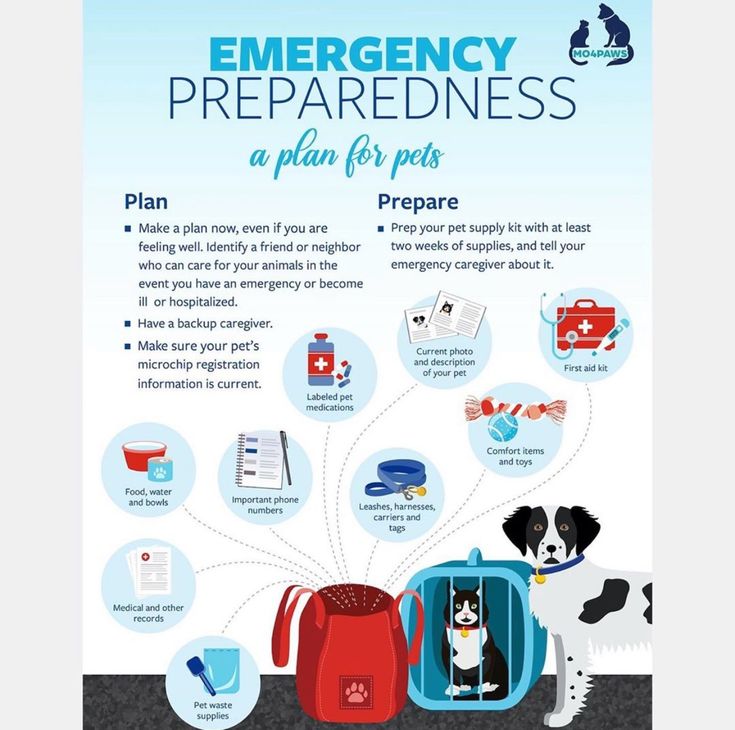 MO4PAWS
EMERGENCY
PREPAREDNESS
a plan for pets
Plan
■ Make a plan now, even if you are
feeling well. Identify a friend or neighbor
who can care for your animals in the
event you have an emergency or become
ill or hospitalized.
■ Have a backup caregiver.
■ Make sure your pet's
microchip registration
information is current.
Prepare
■ Prep your pet supply kit with at least
two weeks of supplies, and tell your
emergency caregiver about it.
Labeled pet
medications
Current photo
and description
of your pet
First aid kit
Comfort items
and toys
Food, water
and bowls
Important phone
numbers
Leashes, harnesses,
carriers and
tags
Medical and other
records
Pet waste
supplies